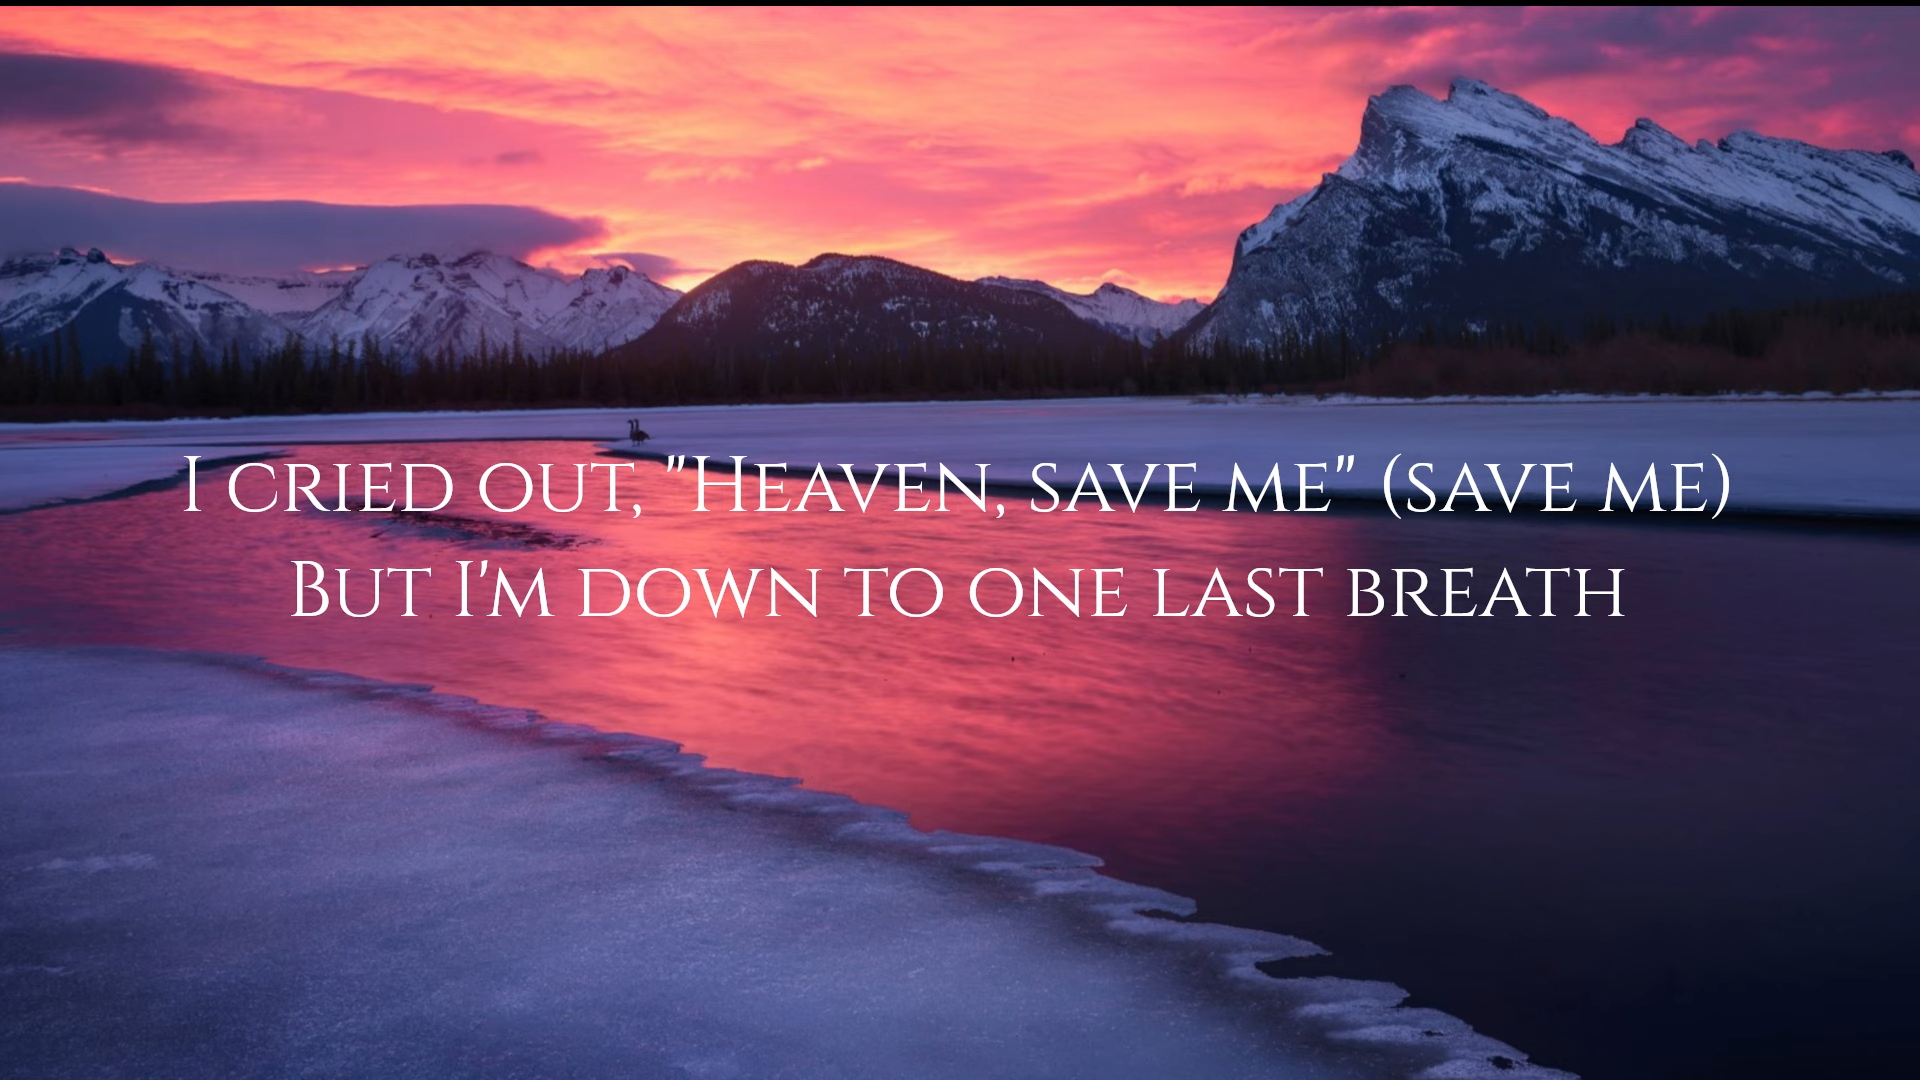 I cried out, "Heaven, save me" (save me)
But I'm down to one last breath